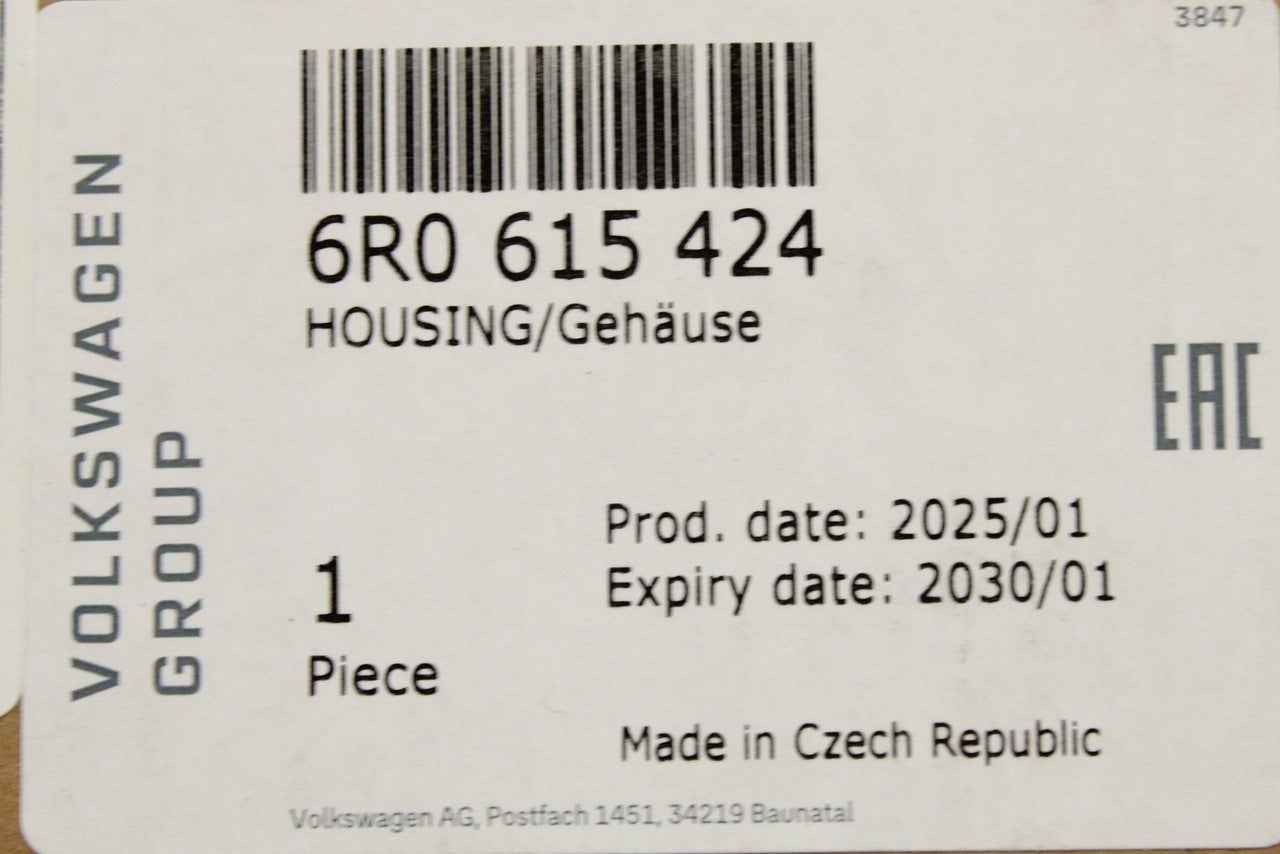 3847
6R0 615 424
HOUSING/Gehäuse
VOLKSWAGEN
GROUP
EAC
Prod. date: 2025/01
Expiry date: 2030/01
1
Piece
Made in Czech Republic
Volkswagen AG, Postfach 1451, 34219 Baunatal